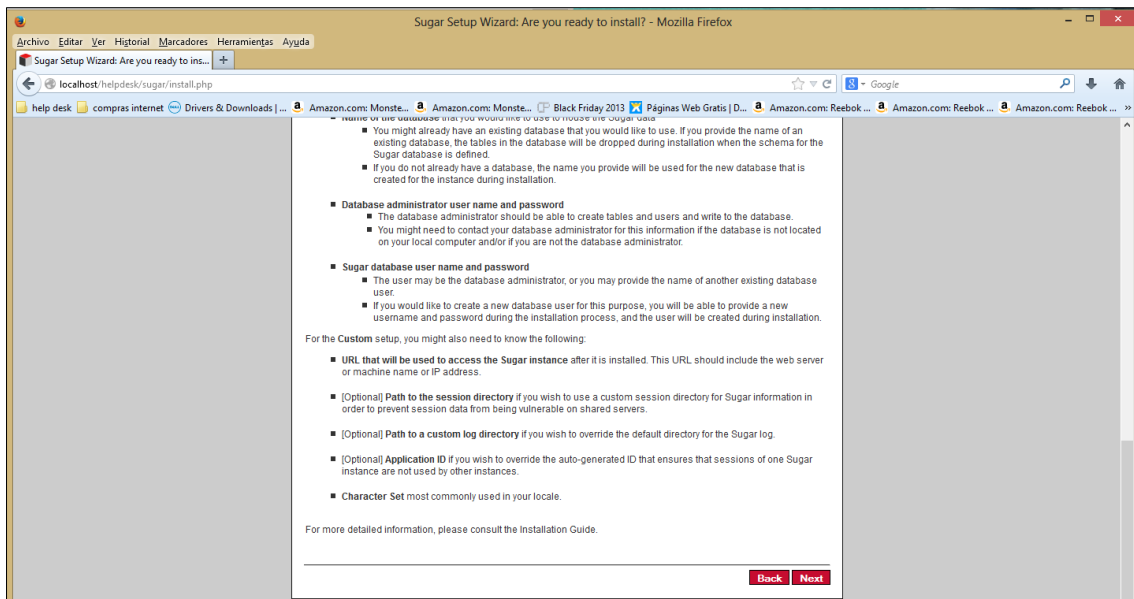 Sugar Setup Wizard: Are you ready to install? - Mozilla Firefox
Archivo Editar Ver Historial Marcadores Herramientas Ayuda
Sugar Setup Wizard: Are you ready to ins...
localhost/helpdesk/sugar/install.php
Google
help desk compras internet Drivers & Downloads | ... Amazon.com: Monste... Amazon.com: Monste... Black Friday 2013 Páginas Web Gratis | D... Amazon.com: Reebok ... Amazon.com: Reebok ... Amazon.com: Reebok ... »
Name of the database that you would like to use to house the Sugar data
You might already have an existing database that you would like to use. If you provide the name of an
existing database, the tables in the database will be dropped during installation when the schema for the
Sugar database is defined.
If you do not already have a database, the name you provide will be used for the new database that is
created for the instance during installation.
Database administrator user name and password
The database administrator should be able to create tables and users and write to the database.
You might need to contact your database administrator for this information if the database is not located
on your local computer and/or if you are not the database administrator.
Sugar database user name and password
The user may be the database administrator, or you may provide the name of another existing database
user.
If you would like to create a new database user for this purpose, you will be able to provide a new
username and password during the installation process, and the user will be created during installation.
For the Custom setup, you might also need to know the following:
URL that will be used to access the Sugar instance after it is installed. This URL should include the web server
or machine name or IP address.
[Optional] Path to the session directory if you wish to use a custom session directory for Sugar information in
order to prevent session data from being vulnerable on shared servers.
[Optional] Path to a custom log directory if you wish to override the default directory for the Sugar log.
[Optional] Application ID if you wish to override the auto-generated ID that ensures that sessions of one Sugar
instance are not used by other instances.
Character Set most commonly used in your locale.
For more detailed information, please consult the Installation Guide.
Back Next